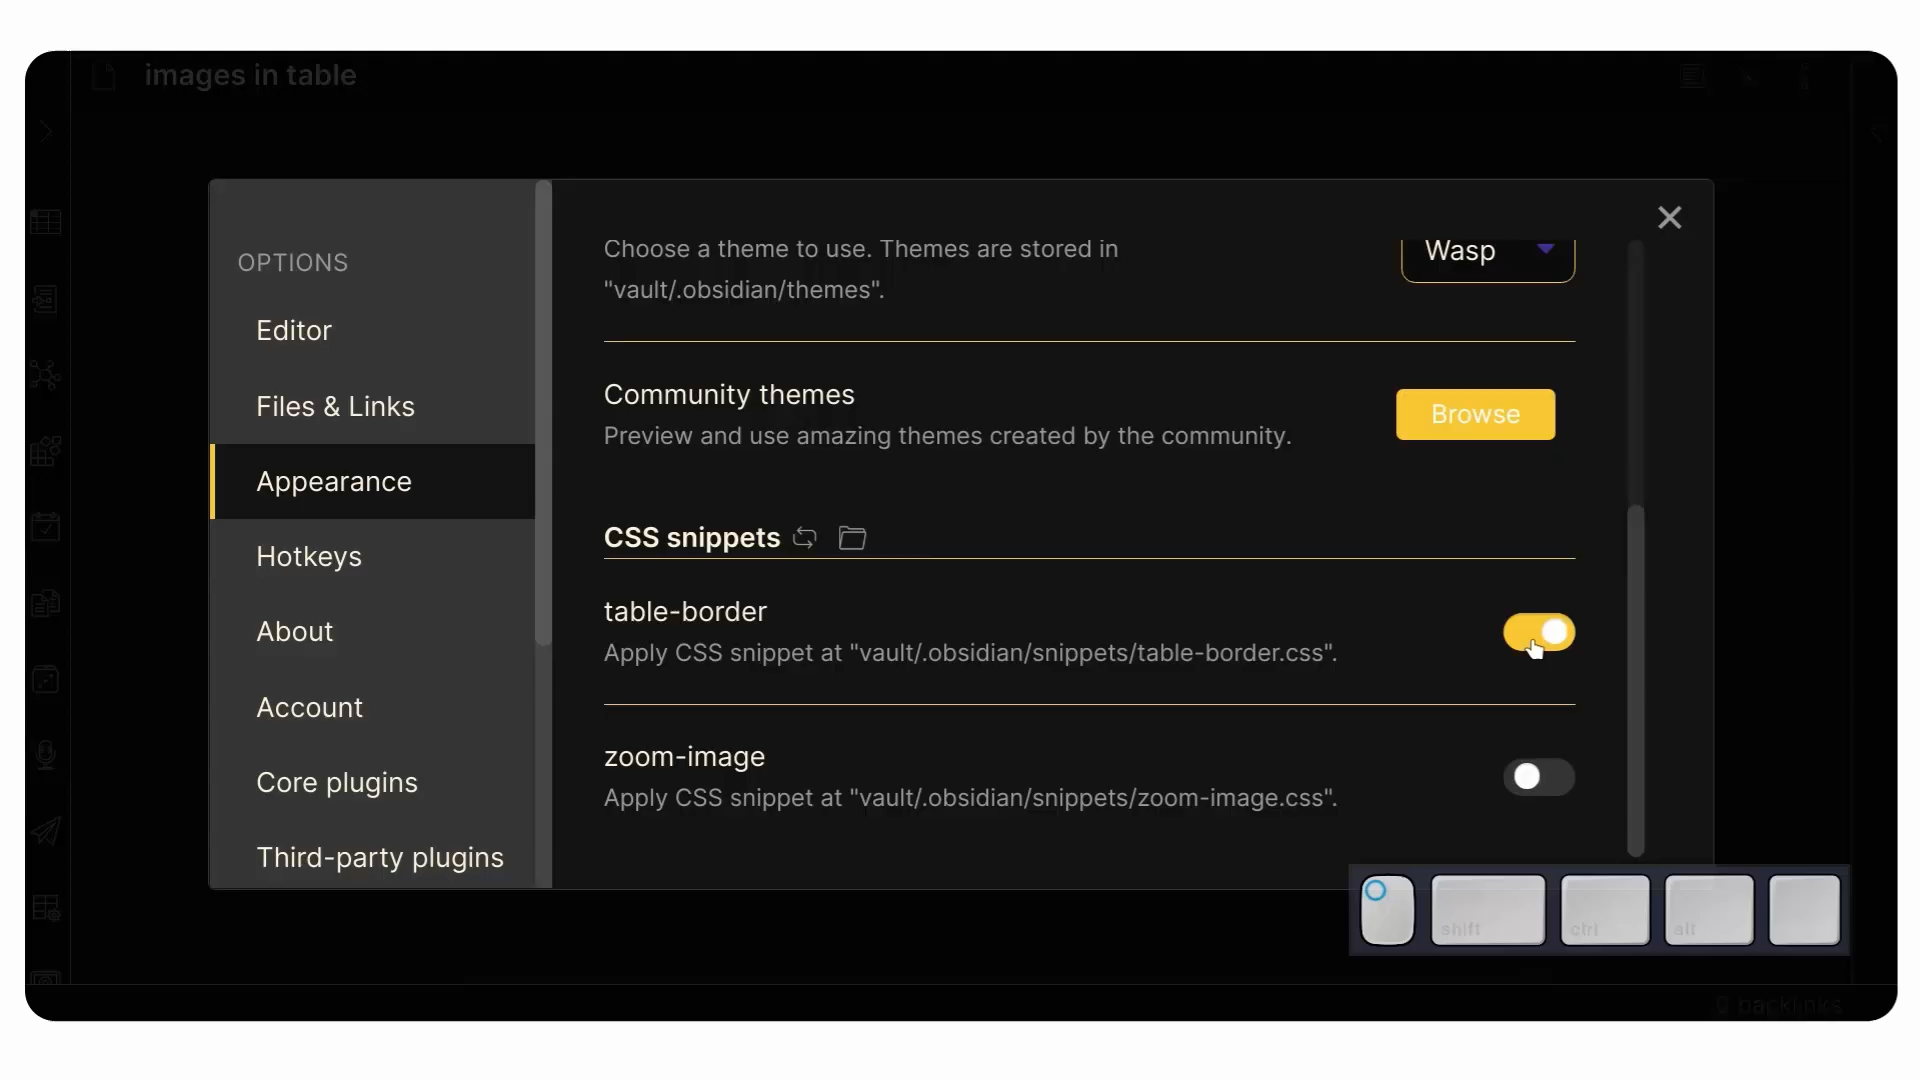 images in table
OPTIONS
Editor
Files & Links
Appearance
Hotkeys
About
Account
Core plugins
Third-party plugins
Choose a theme to use. Themes are stored in
"vault/.obsidian/themes".
Wasp
Community themes
Preview and use amazing themes created by the community.
Browse
CSS snippets
table-border
Apply CSS snippet at "vault/.obsidian/snippets/table-border.css".
zoom-image
Apply CSS snippet at "vault/.obsidian/snippets/zoom-image.css".
shift
ctrl
alt
0 backlinks